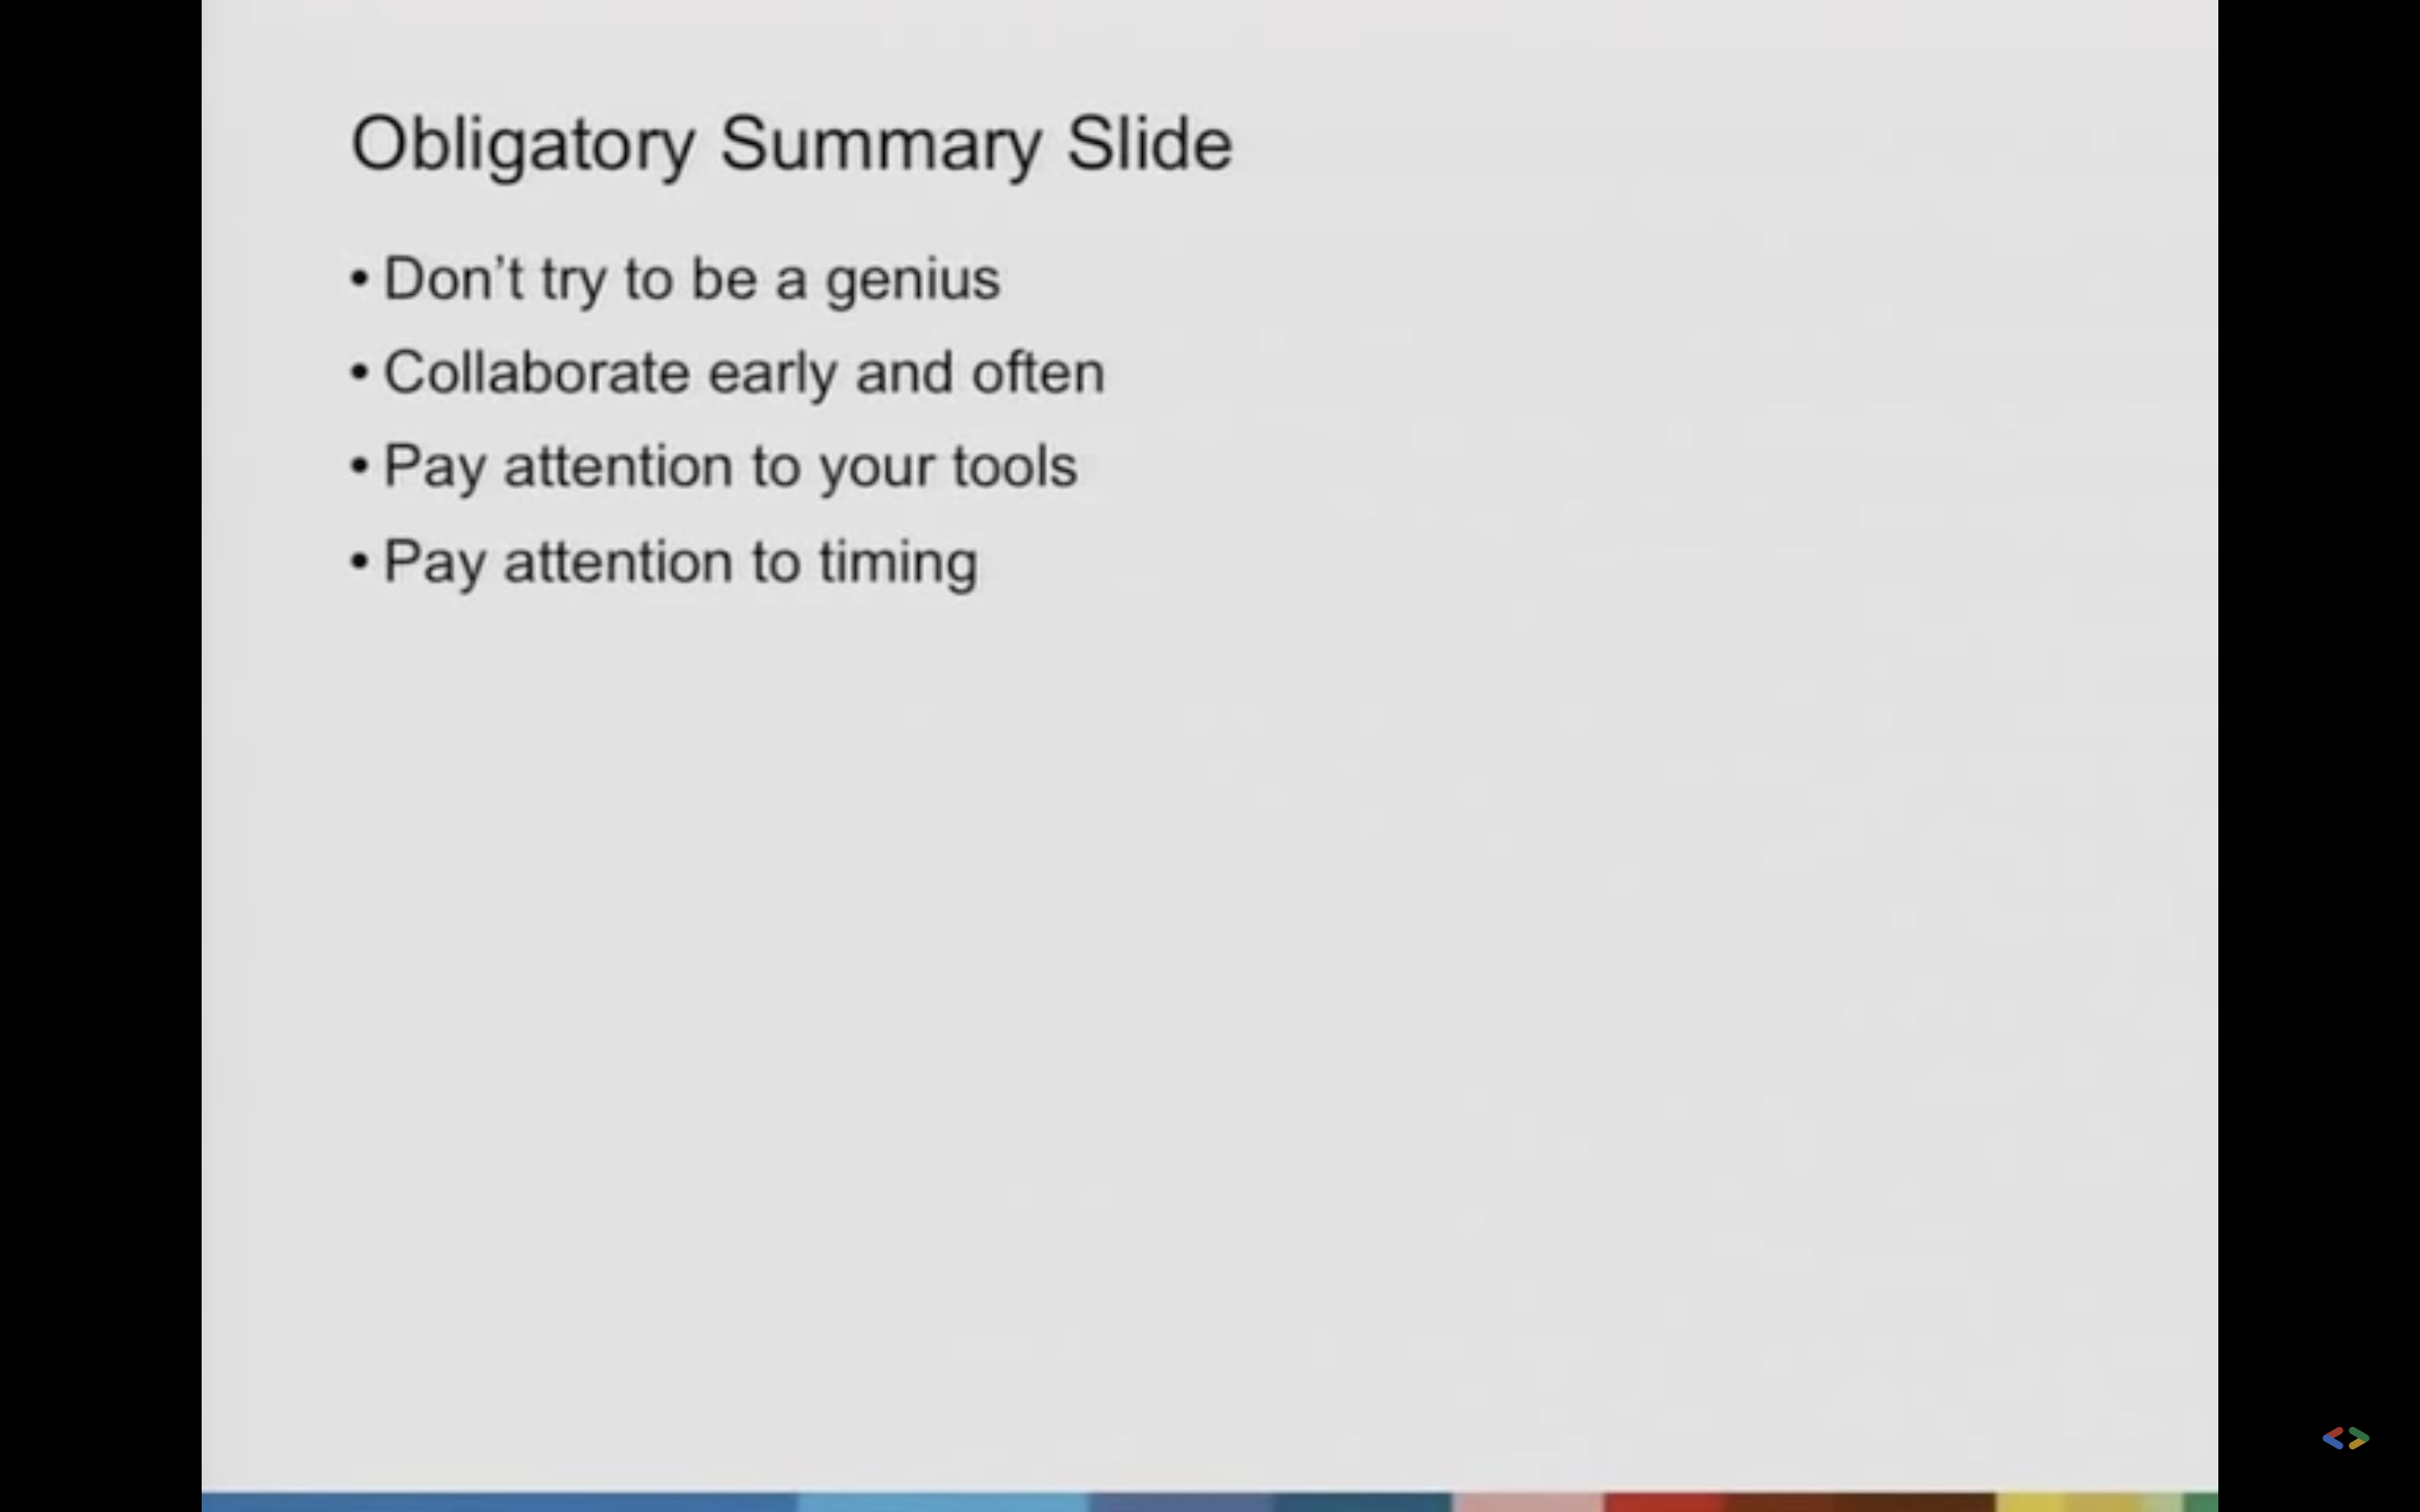 Obligatory Summary Slide
• Don’t try to be a genius
• Collaborate early and often
• Pay attention to your tools
• Pay attention to timing